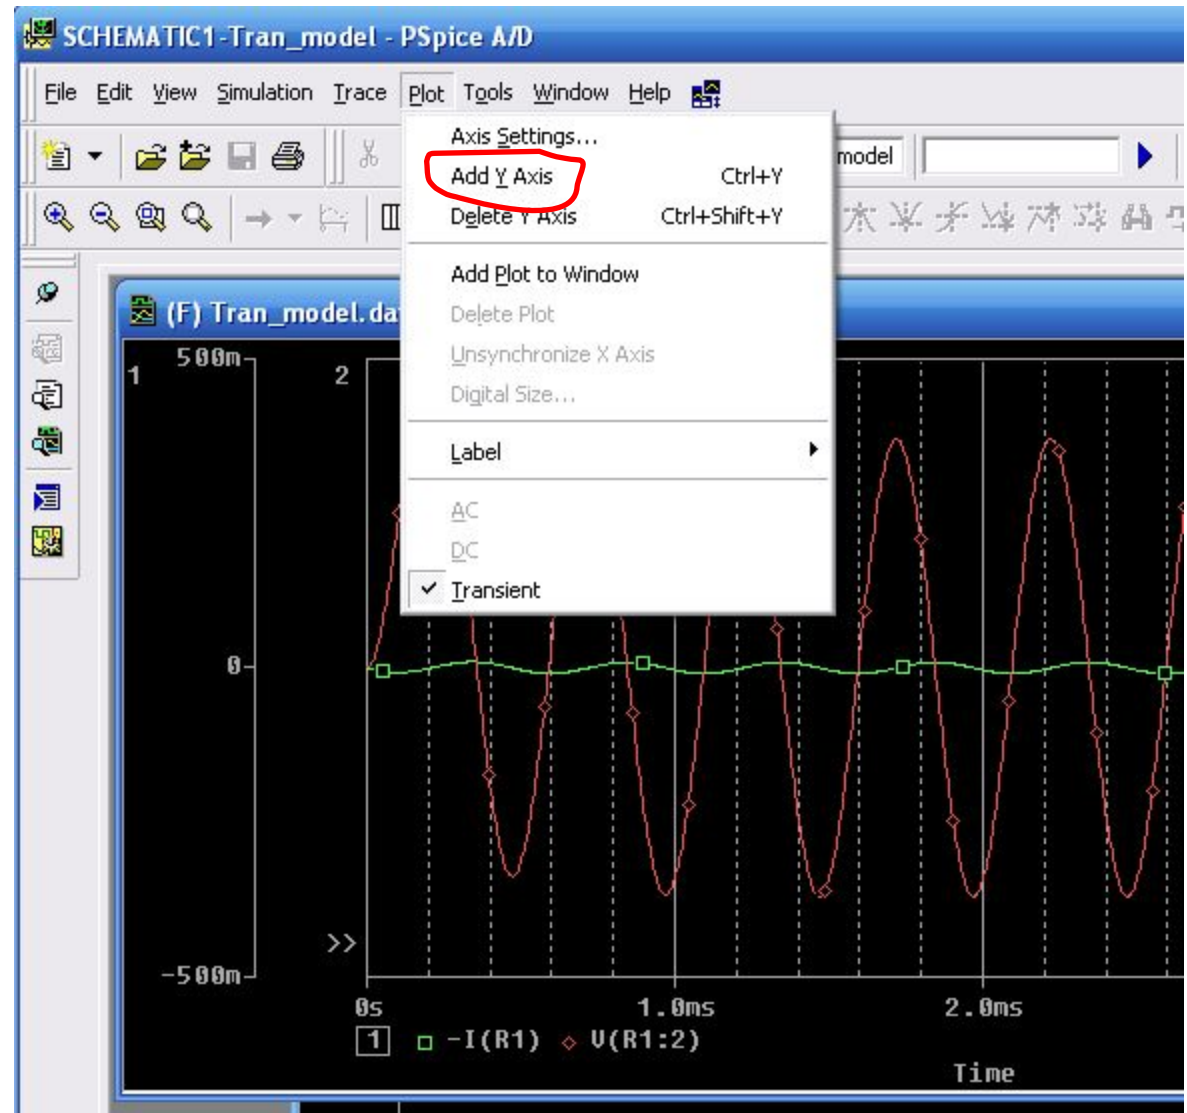 SCHEMATIC1-Tran_model - PSpice A/D
File Edit View Simulation Trace Plot Tools Window Help
model
Axis Settings...
Add Y Axis Ctrl+Y
Delete Y Axis Ctrl+Shift+Y
Add Plot to Window
Delete Plot
Unsynchronize X Axis
Digital Size...
Label
AC
DC
Transient
(F) Tran_model.da
1 500m 2
0
>>
-500m
0s 1.0ms 2.0ms
1 -I(R1) V(R1:2)
Time